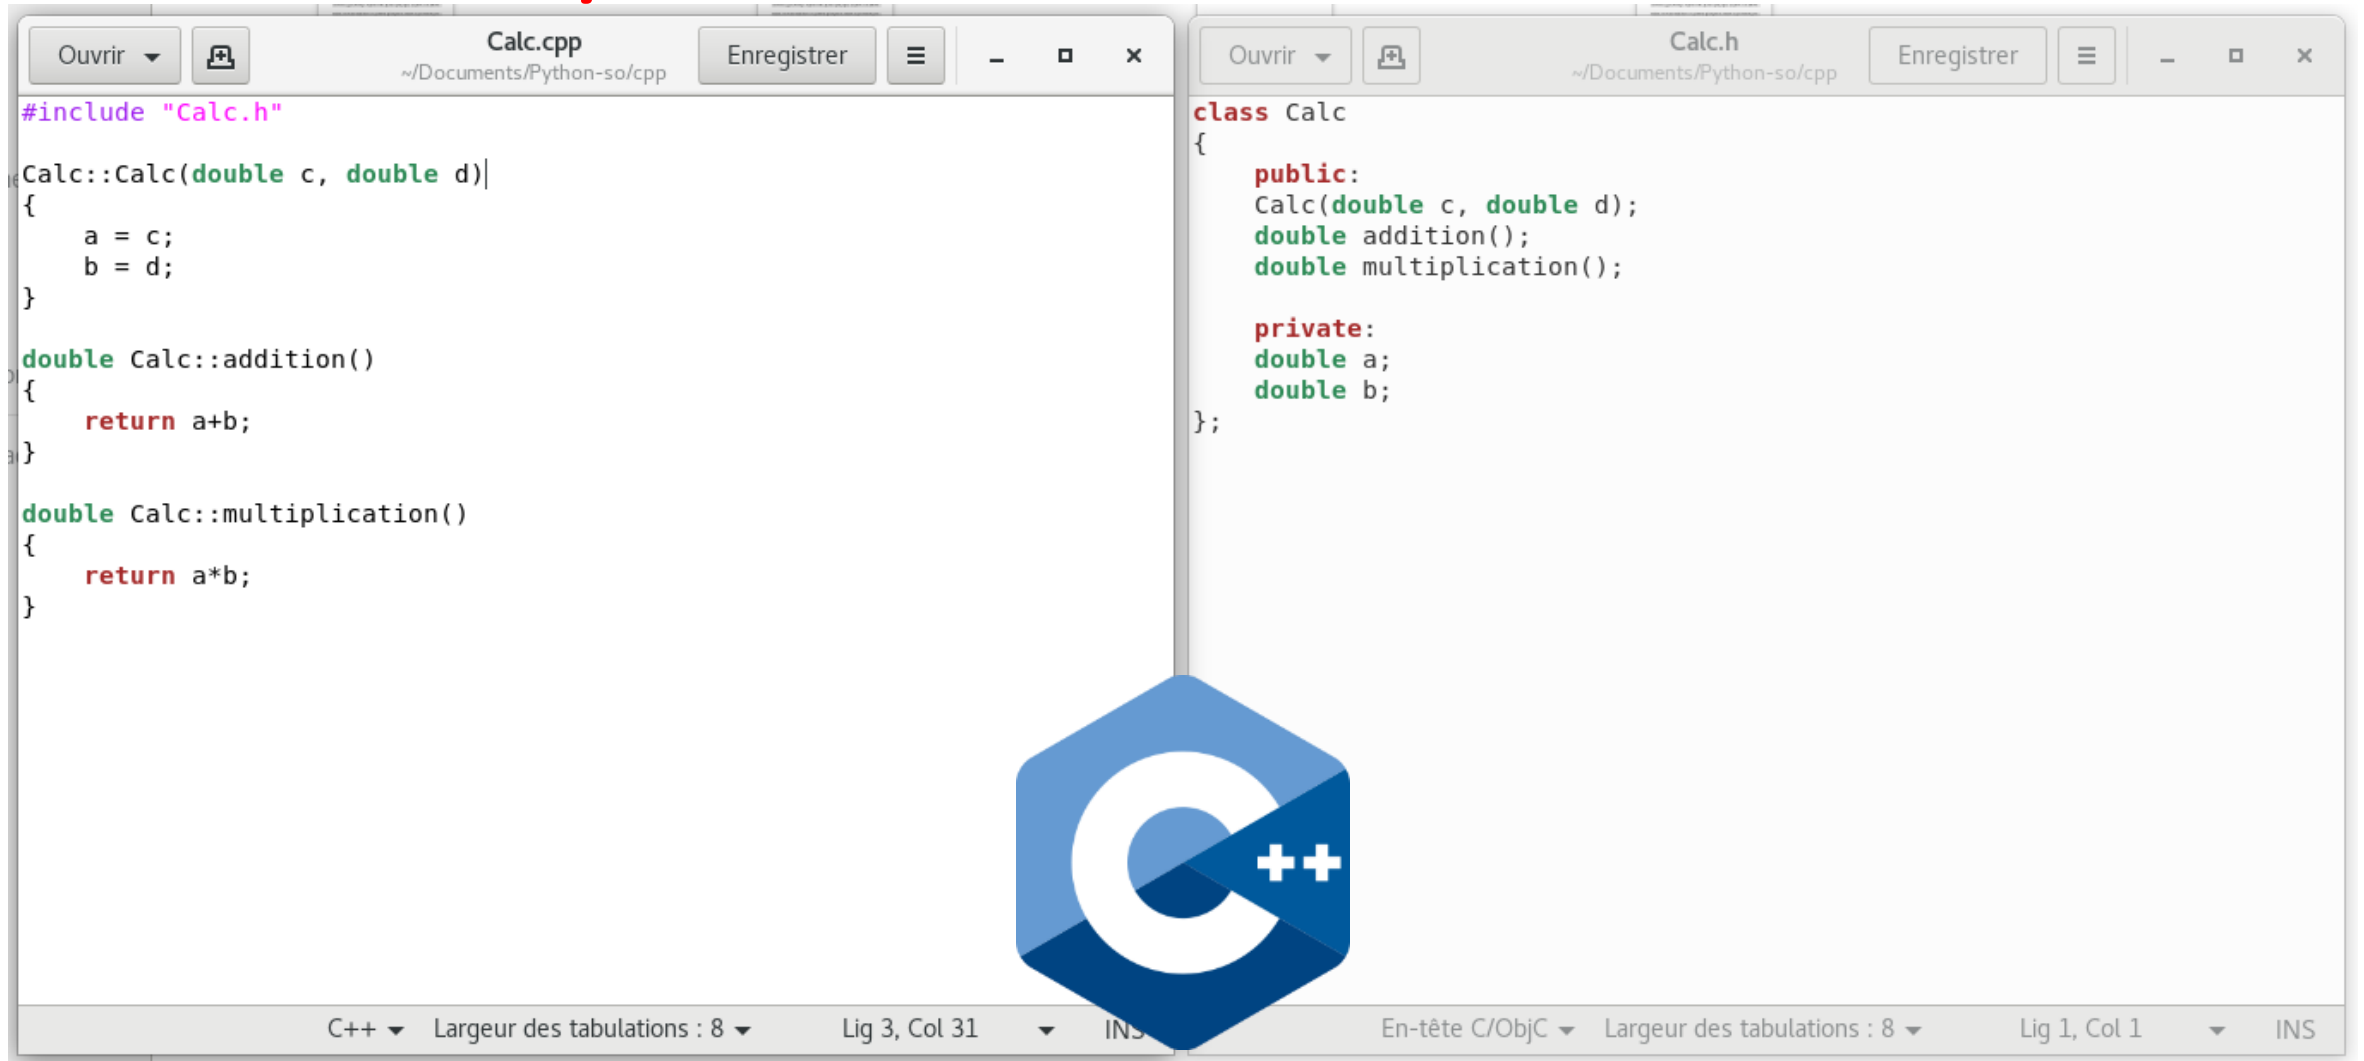 Ouvrir
Calc.cpp
~/Documents/Python-so/cpp
Enregistrer
#include "Calc.h"
Calc::Calc(double c, double d)
{
    a = c;
    b = d;
}
double Calc::addition()
{
    return a+b;
}
double Calc::multiplication()
{
    return a*b;
}
C++
Largeur des tabulations : 8
Lig 3, Col 31
INS
Ouvrir
Calc.h
~/Documents/Python-so/cpp
Enregistrer
class Calc
{
    public:
    Calc(double c, double d);
    double addition();
    double multiplication();
    private:
    double a;
    double b;
};
En-tête C/ObjC
Largeur des tabulations : 8
Lig 1, Col 1
INS
C++